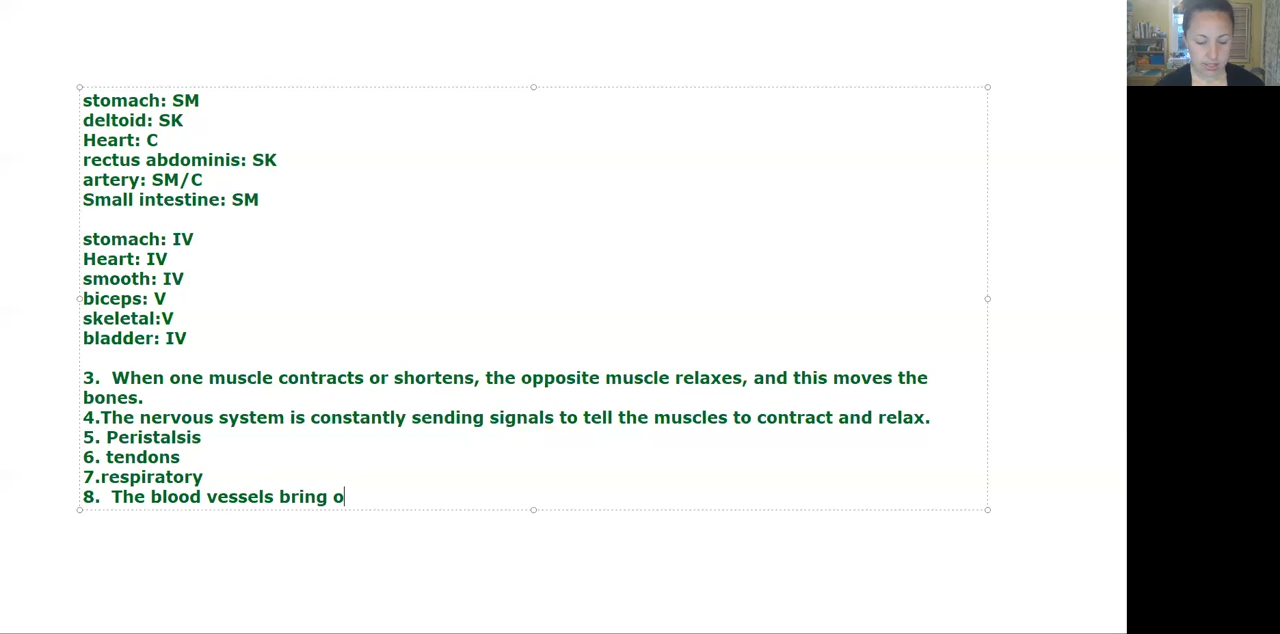 stomach: SM
deltoid: SK
Heart: C
rectus abdominis: SK
artery: SM/C
Small intestine: SM
stomach: IV
Heart: IV
smooth: IV
biceps: V
skeletal:V
bladder: IV
3.  When one muscle contracts or shortens, the opposite muscle relaxes, and this moves the
bones.
4.The nervous system is constantly sending signals to tell the muscles to contract and relax.
5. Peristalsis
6. tendons
7.respiratory
8.  The blood vessels bring o